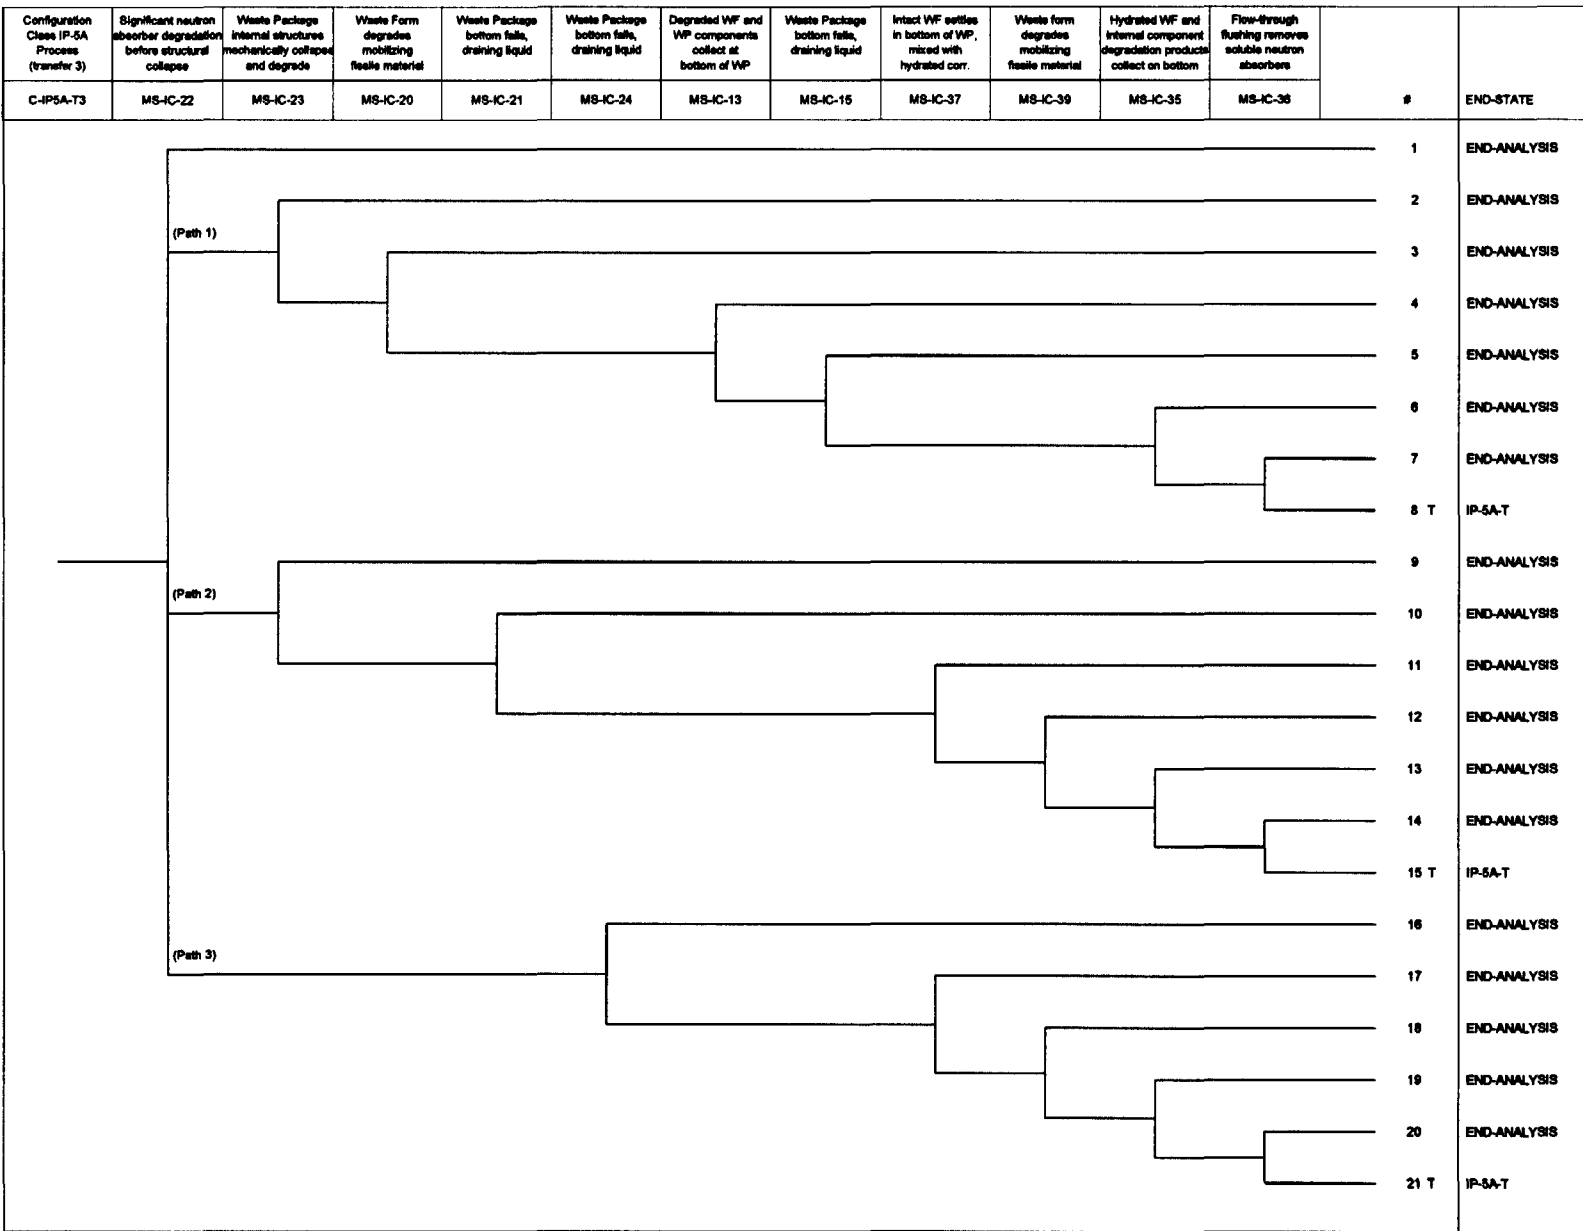 Configuration Class IP-5A Process (transfer 3)
Significant neutron absorber degradation before structural collapse
Waste Package internal structures mechanically collapse and degrade
Waste Form degrades mobilizing fissile material
Waste Package bottom fails, draining liquid
Waste Package bottom fails, draining liquid
Degraded WF and WP components collect at bottom of WP
Waste Package bottom fails, draining liquid
Intact WF settles in bottom of WP, mixed with hydrated corr.
Waste form degrades mobilizing fissile material
Hydrated WF and internal component degradation products collect on bottom
Flow-through flushing removes soluble neutron absorbers
C-IP5A-T3 MS-IC-22 MS-IC-23 MS-IC-20 MS-IC-21 MS-IC-24 MS-IC-13 MS-IC-15 MS-IC-37 MS-IC-39 MS-IC-35 MS-IC-36 # END-STATE
1 END-ANALYSIS
2 END-ANALYSIS
(Path 1)
3 END-ANALYSIS
4 END-ANALYSIS
5 END-ANALYSIS
6 END-ANALYSIS
7 END-ANALYSIS
8 T IP-5A-T
9 END-ANALYSIS
(Path 2)
10 END-ANALYSIS
11 END-ANALYSIS
12 END-ANALYSIS
13 END-ANALYSIS
14 END-ANALYSIS
15 T IP-5A-T
16 END-ANALYSIS
(Path 3)
17 END-ANALYSIS
18 END-ANALYSIS
19 END-ANALYSIS
20 END-ANALYSIS
21 T IP-5A-T